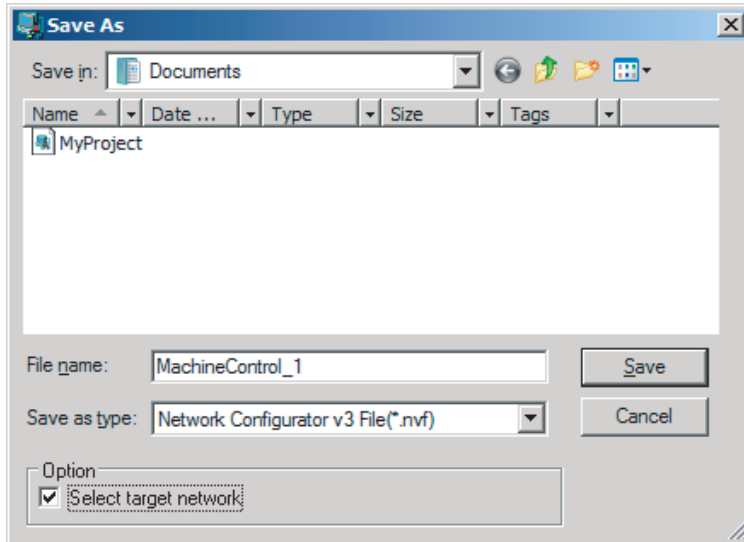 Save As
Save in: Documents
Name Date ... Type Size Tags
MyProject
File name: MachineControl_1 Save
Save as type: Network Configurator v3 File(*.nvf) Cancel
Option
Select target network